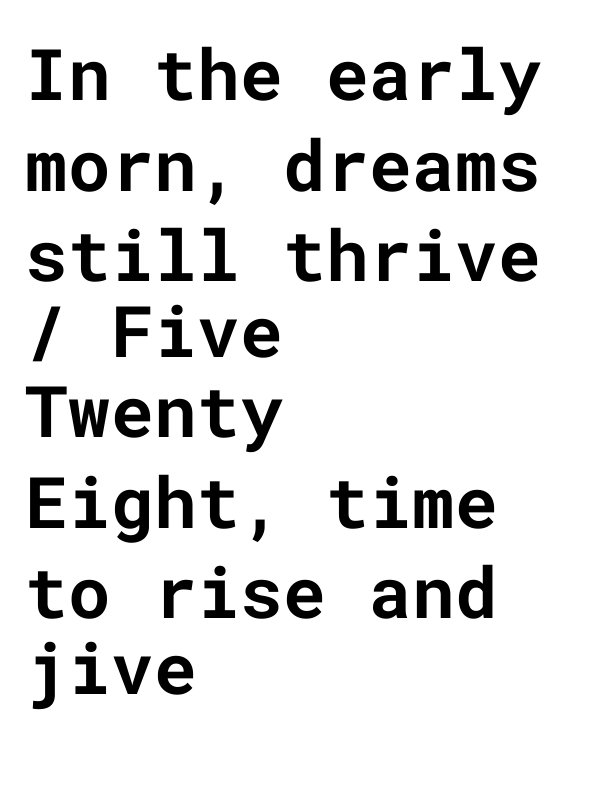 In the early
morn, dreams
still thrive
/ Five
Twenty
Eight, time
to rise and
jive